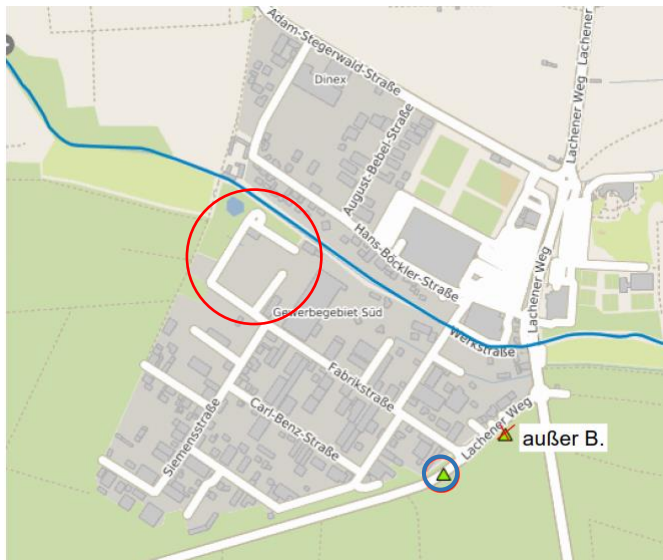 Adam-Stegerwald-Straße
Lachener Weg
Lachener
Dinex
August-Bebel-Straße
Lachener Weg
Hans-Böckler-Straße
Gewerbegebiet-Süd
Werkstraße
Fabrikstraße
Carl-Benz-Straße
Siemensstraße
Lachener Weg
außer B.